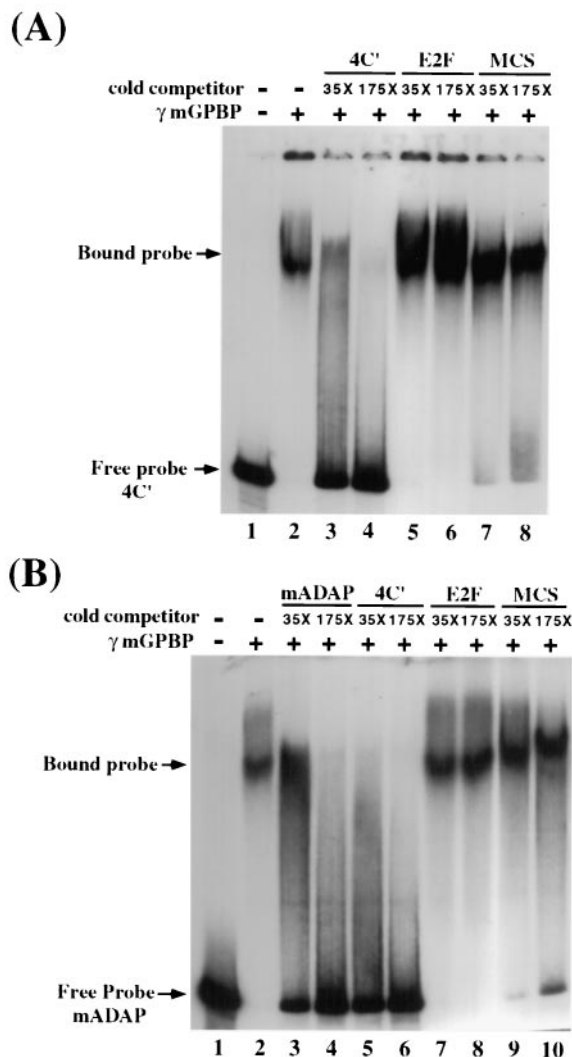 (A)
4C' E2F MCS
cold competitor - - 35X 175X 35X 175X 35X 175X
γ mGPBP - + + + + + + +
Bound probe
Free probe
4C'
1 2 3 4 5 6 7 8
(B)
mADAP 4C' E2F MCS
cold competitor - - 35X 175X 35X 175X 35X 175X 35X 175X
γ mGPBP - + + + + + + + + +
Bound probe
Free Probe
mADAP
1 2 3 4 5 6 7 8 9 10